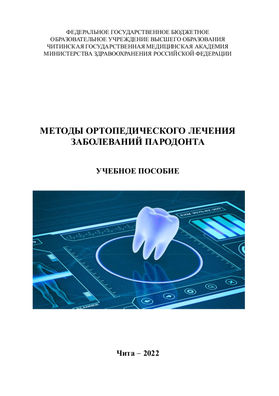 ФЕДЕРАЛЬНОЕ ГОСУДАРСТВЕННОЕ БЮДЖЕТНОЕ
ОБРАЗОВАТЕЛЬНОЕ УЧРЕЖДЕНИЕ ВЫСШЕГО ОБРАЗОВАНИЯ
ЧИТИНСКАЯ ГОСУДАРСТВЕННАЯ МЕДИЦИНСКАЯ АКАДЕМИЯ
МИНИСТЕРСТВА ЗДРАВООХРАНЕНИЯ РОССИЙСКОЙ ФЕДЕРАЦИИ
МЕТОДЫ ОРТОПЕДИЧЕСКОГО ЛЕЧЕНИЯ
ЗАБОЛЕВАНИЙ ПАРОДОНТА
УЧЕБНОЕ ПОСОБИЕ
Чита – 2022